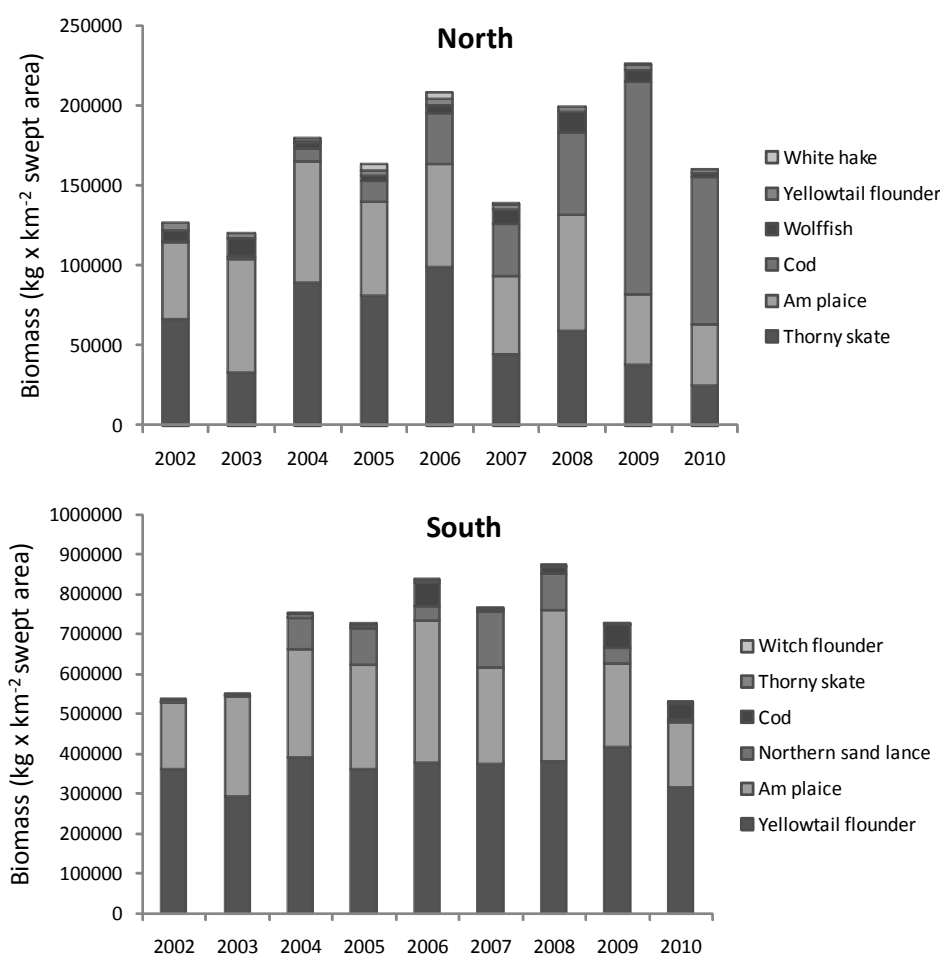 North
Biomass (kg x km⁻² swept area)
250000
200000
150000
100000
50000
0
2002 2003 2004 2005 2006 2007 2008 2009 2010
White hake
Yellowtail flounder
Wolffish
Cod
Am plaice
Thorny skate
South
Biomass (kg x km⁻² swept area)
1000000
900000
800000
700000
600000
500000
400000
300000
200000
100000
0
2002 2003 2004 2005 2006 2007 2008 2009 2010
Witch flounder
Thorny skate
Cod
Northern sand lance
Am plaice
Yellowtail flounder